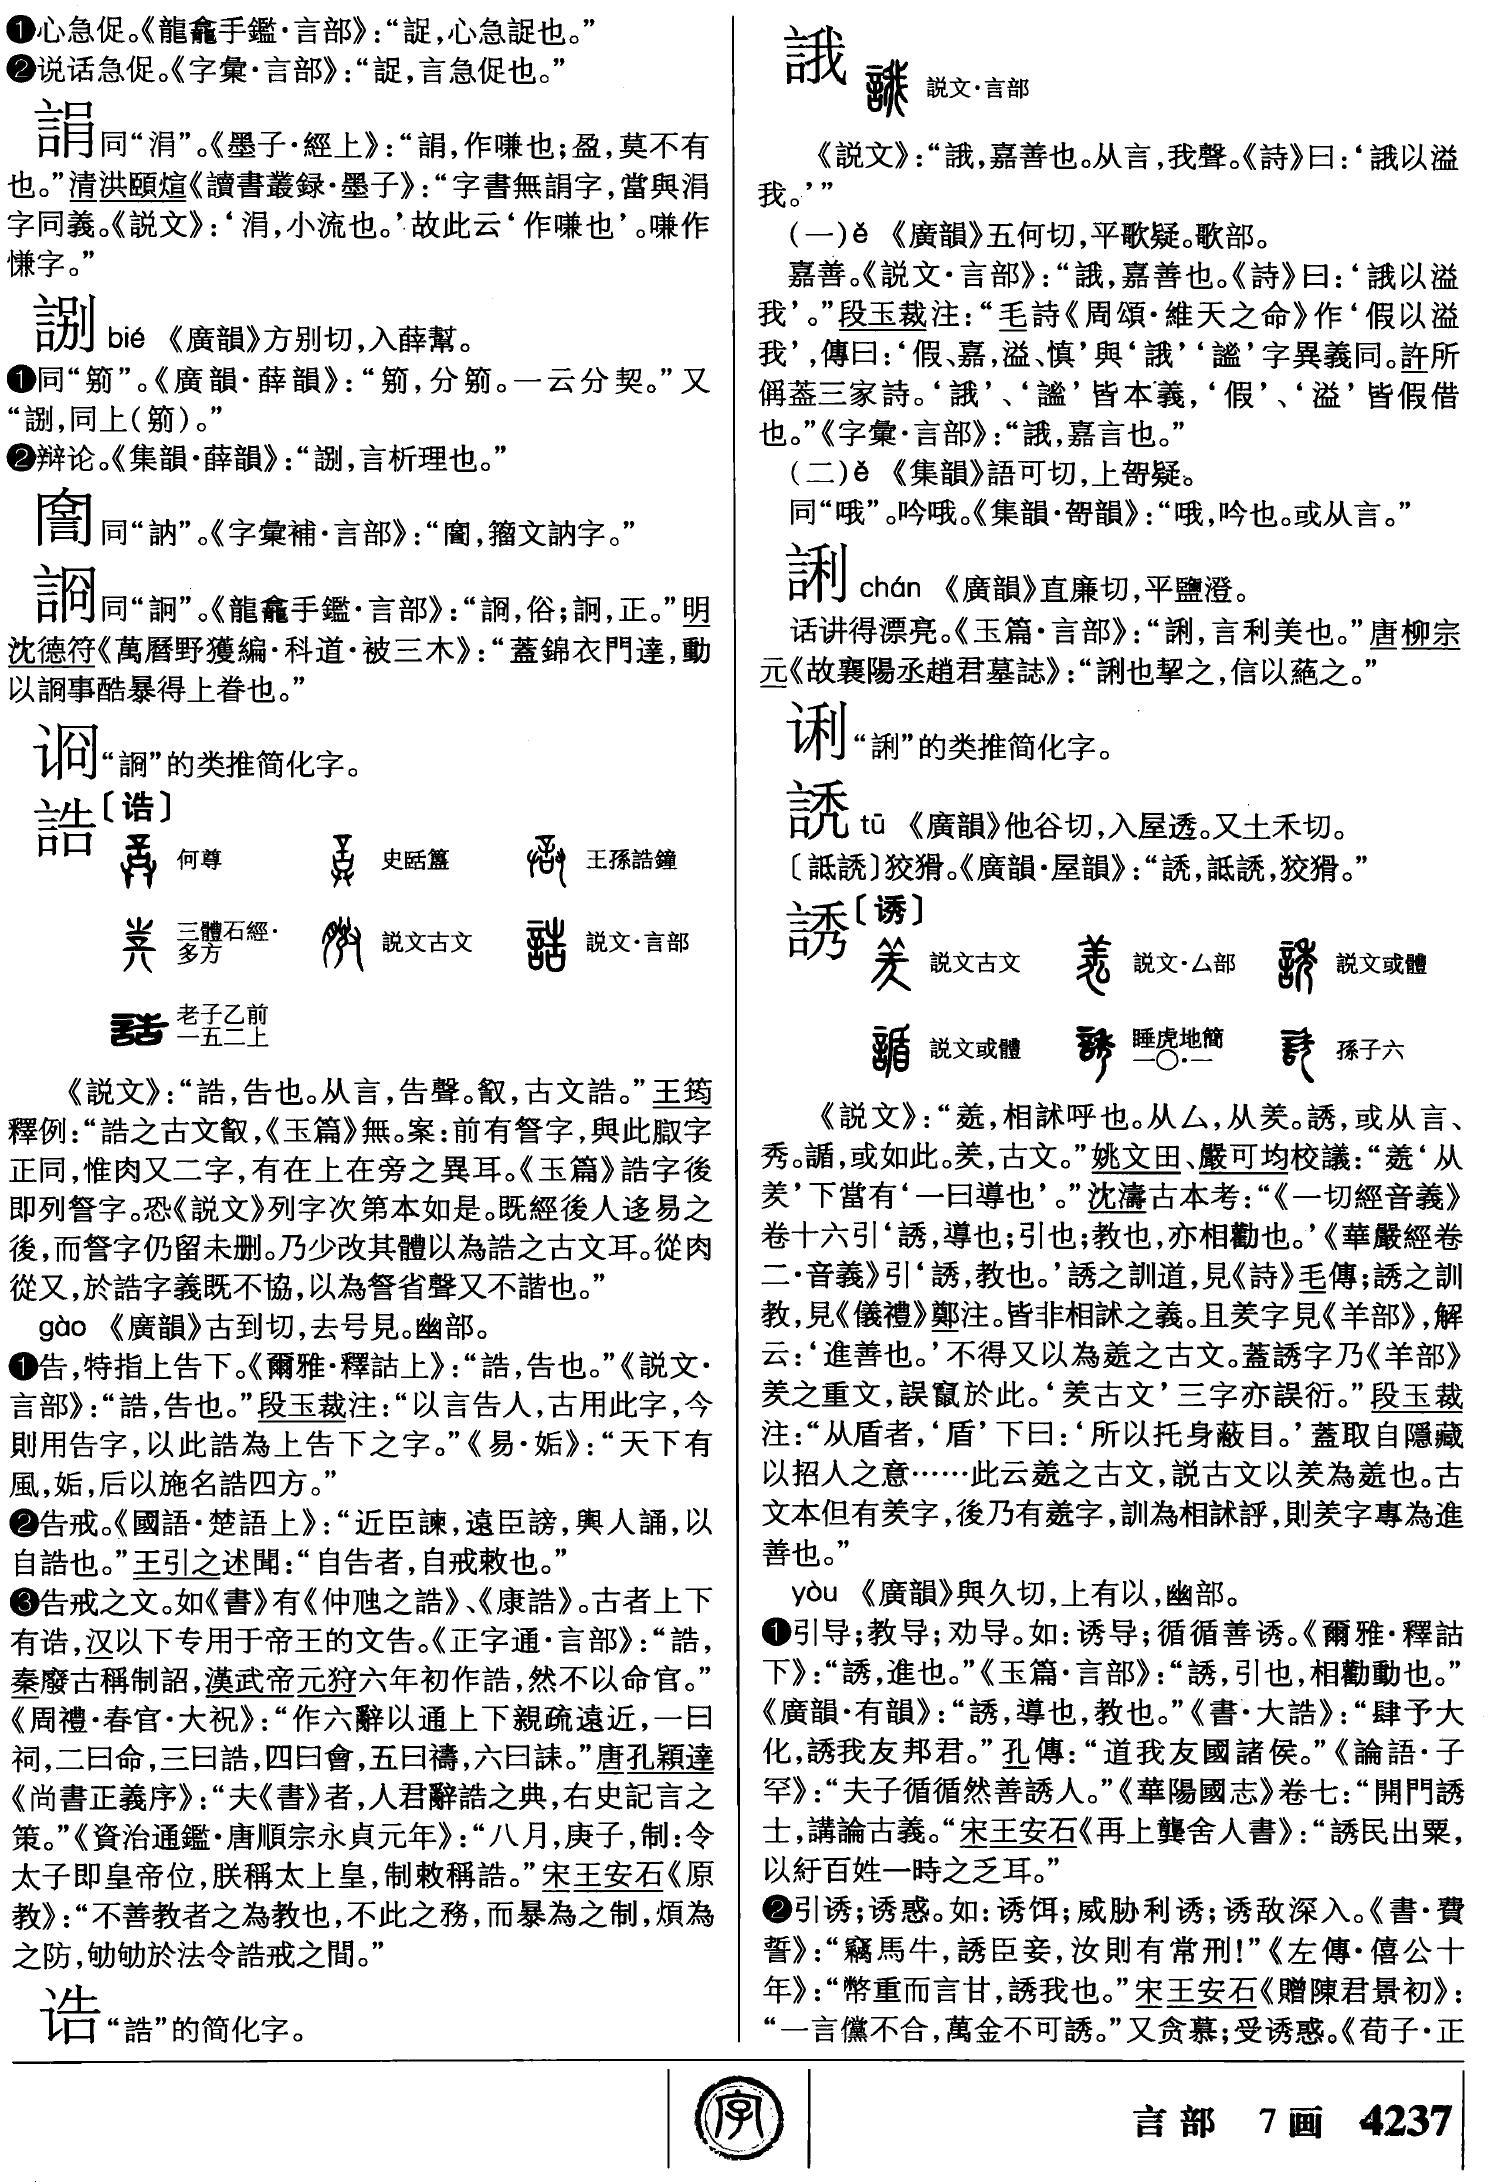 ❶心急促。《龍龕手鑑·言部》：“誔，心急誔也。”
❷说话急促。《字彙·言部》：“誔，言急促也。”
誯同“涓”。《墨子·經上》：“䛓，作嗛也；盈，莫不有
也。”清洪頤煊《讀書叢録·墨子》：“字書無䛓字，當與涓
字同義。《説文》：‘涓，小流也。’故此云‘作嗛也’。嗛作
慊字。”
bié 《廣韻》方别切，入薛幫。
❶同“䇷”。《廣韻·薛韻》：“䇷，分䇷。一云分契。”又
❷辩论。《集韻·薛韻》：“𧧸，言析理也。”
同“訥”。《字彙補·言部》：“𧧻，籀文訥字。”
同“詗”。《龍龕手鑑·言部》：“𧧯，俗；詗，正。”明
沈德符《萬曆野獲編·科道·被三木》：“蓋錦衣門達，動
以詗事酷暴得上眷也。”
“詷”的类推简化字。
誥〔诰〕
何尊
史䛡簋
王孫誥鐘
三體石經·
多方
説文古文
説文·言部
老子乙前
一五二上
《説文》：“誥，告也。从言，告聲。𠬺，古文誥。”王筠
釋例：“誥之古文𠬺，《玉篇》無。案：前有詧字，與此𦠁字
正同，惟肉又二字，有在上在旁之異耳。《玉篇》誥字後
即列詧字。恐《説文》列字次第本如是。既經後人迻易之
後，而詧字仍留未删。乃少改其體以為誥之古文耳。從肉
從又，於誥字義既不協，以為詧省聲又不諧也。”
gào 《廣韻》古到切，去号見。幽部。
❶告，特指上告下。《爾雅·釋詁上》：“誥，告也。”《説文·
言部》：“誥，告也。”段玉裁注：“以言告人，古用此字，今
則用告字，以此誥為上告下之字。”《易·姤》：“天下有
風，姤，后以施名誥四方。”
❷告戒。《國語·楚語上》：“近臣諫，遠臣謗，輿人誦，以
自誥也。”王引之述聞：“自告者，自戒敕也。”
❸告戒之文。如《書》有《仲虺之誥》、《康誥》。古者上下
有诰，汉以下专用于帝王的文告。《正字通·言部》：“誥，
秦廢古稱制詔，漢武帝元狩六年初作誥，然不以命官。”
《周禮·春官·大祝》：“作六辭以通上下親疏遠近，一曰
祠，二曰命，三曰誥，四曰會，五曰禱，六曰誄。”唐孔穎達
《尚書正義序》：“夫《書》者，人君辭誥之典，右史記言之
策。”《資治通鑑·唐順宗永貞元年》：“八月，庚子，制：令
太子即皇帝位，朕稱太上皇，制敕稱誥。”宋王安石《原
教》：“不善教者之為教也，不此之務，而暴為之制，煩為
之防，劬劬於法令誥戒之間。”
诰“誥”的简化字。
誐
説文·言部
《説文》：“誐，嘉善也。从言，我聲。《詩》曰：‘誐以溢
我。’”
（一）é 《廣韻》五何切，平歌疑。歌部。
嘉善。《説文·言部》：“誐，嘉善也。《詩》曰：‘誐以溢
我’。”段玉裁注：“毛詩《周頌·維天之命》作‘假以溢
我’，傳曰：‘假、嘉，溢、慎’與‘誐’‘謐’字異義同。許所
偁葢三家詩。‘誐’、‘謐’皆本義，‘假’、‘溢’皆假借
也。”《字彙·言部》：“誐，嘉言也。”
（二）ě 《集韻》語可切，上哿疑。
同“哦”。吟哦。《集韻·哿韻》：“哦，吟也。或从言。”
誗 chán 《廣韻》直廉切，平鹽澄。
话讲得漂亮。《玉篇·言部》：“誗，言利美也。”唐柳宗
元《故襄陽丞趙君墓誌》：“誗也挈之，信以蕝之。”
“誗”的类推简化字。
tū 《廣韻》他谷切，入屋透。又土禾切。
〔詆誘〕狡猾。《廣韻·屋韻》：“𧧷，詆𧧷，狡猾。”
誘〔诱〕
説文古文
説文·厶部
説文或體
説文或體
睡虎地簡
一〇·一
孫子六
《説文》：“㕗，相訹呼也。从厶，从羑。誘，或从言、
秀。䛻，或如此。羑，古文。”姚文田、嚴可均校議：“㕗‘从
羑’下當有‘一曰導也’。”沈濤古本考：“《一切經音義》
卷十六引‘誘，導也；引也；教也，亦相勸也。’《華嚴經卷
二·音義》引‘誘，教也。’誘之訓道，見《詩》毛傳；誘之訓
教，見《儀禮》鄭注。皆非相訹之義。且羑字見《羊部》，解
云：‘進善也。’不得又以為㕗之古文。蓋誘字乃《羊部》
羑之重文，誤竄於此。‘羑古文’三字亦誤衍。”段玉裁
注：“从盾者，‘盾’下曰：‘所以托身蔽目。’蓋取自隱藏
以招人之意……此云㕗之古文，説古文以羑為㕗也。古
文本但有羑字，後乃有㕗字，訓為相訹評，則羑字專為進
善也。”
yòu 《廣韻》與久切，上有以，幽部。
❶引导；教导；劝导。如：诱导；循循善诱。《爾雅·釋詁
下》：“誘，進也。”《玉篇·言部》：“誘，引也，相勸動也。”
《廣韻·有韻》：“誘，導也，教也。”《書·大誥》：“肆予大
化，誘我友邦君。”孔傳：“道我友國諸侯。”《論語·子
罕》：“夫子循循然善誘人。”《華陽國志》卷七：“開門誘
士，講論古義。“宋王安石《再上龔舍人書》：“誘民出粟，
以紓百姓一時之乏耳。”
❷引诱；诱惑。如：诱饵；威胁利诱；诱敌深入。《書·費
誓》：“竊馬牛，誘臣妾，汝則有常刑！”《左傳·僖公十
年》：“幣重而言甘，誘我也。”宋王安石《贈陳君景初》：
“一言儻不合，萬金不可誘。”又贪慕；受诱惑。《荀子·正
字
言部 7画 4237